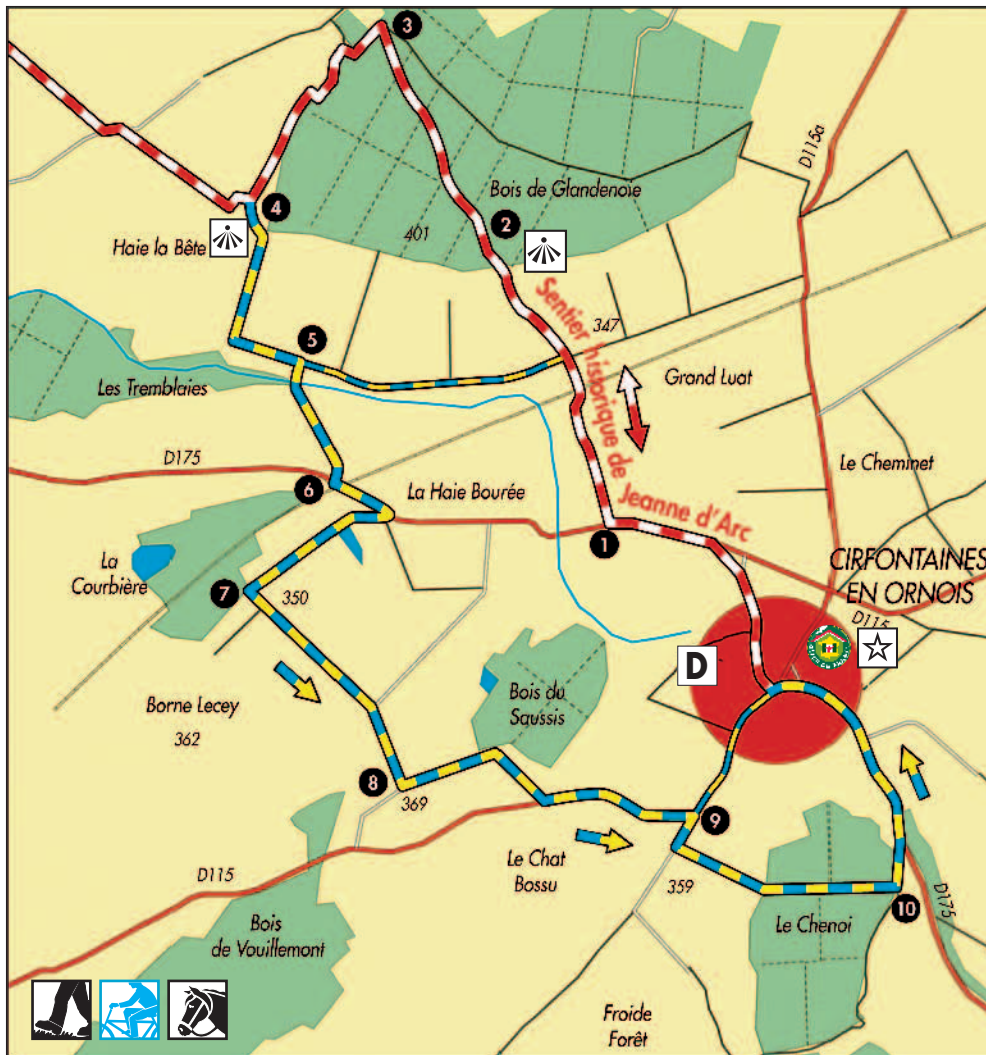 3
D115a
Bois de Glandenoie
2
4
401
Haie la Bête
Sentier historique de
Jeanne d'Arc
347
5
Grand Luat
Les Tremblaies
D175
Le Cheminet
6
La Haie Bourée
1
CIRFONTAINES
EN ORNOIS
La
Courbière
7
350
D115
D
Borne Lecey
362
Bois du
Saussis
8
369
9
Le Chat
Bossu
359
D115
Le Chenoi
10
D175
Bois
de Vouillemont
Froide
Forêt